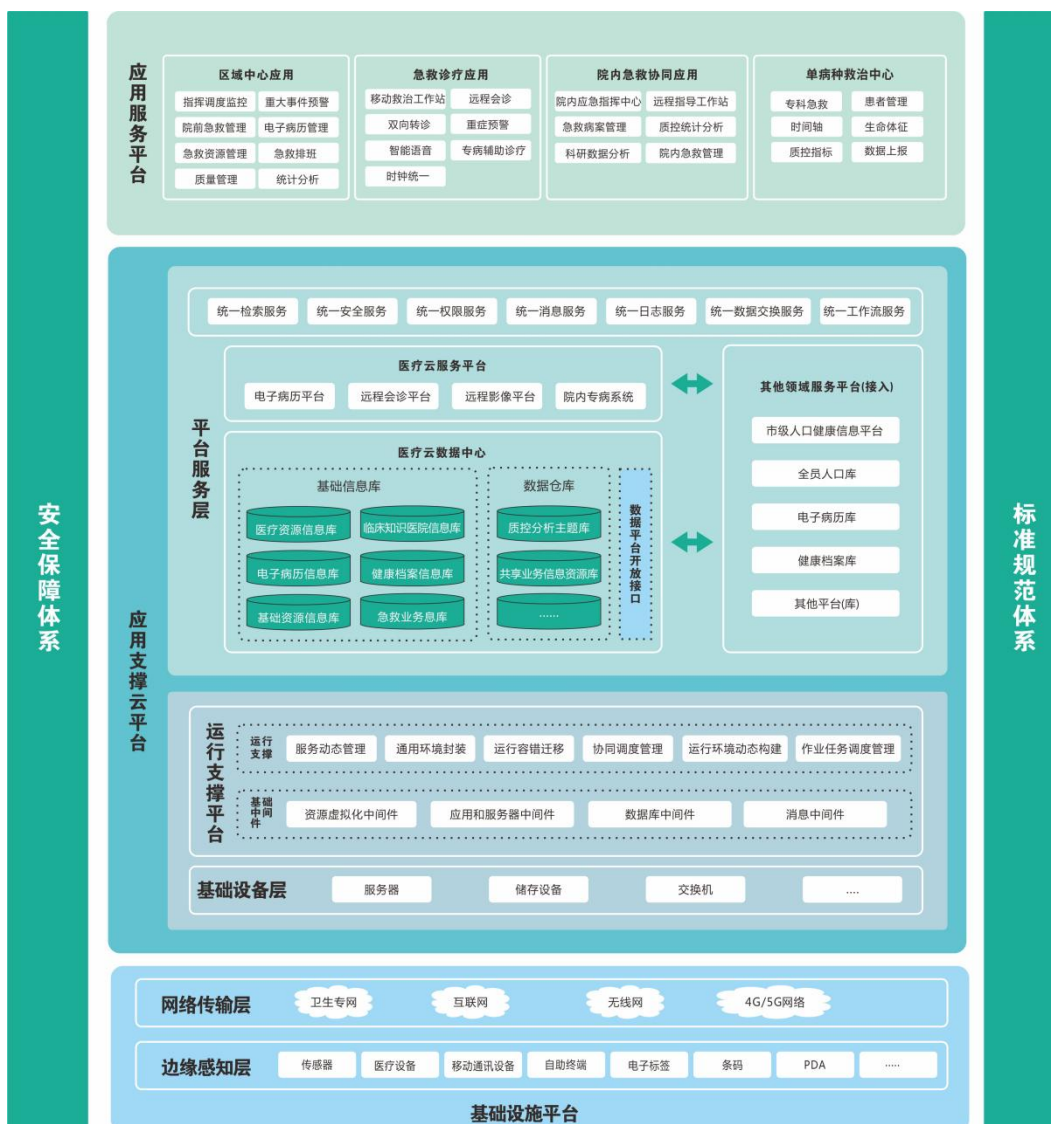 安全保障体系
标准规范体系
应用服务平台
区域中心应用
指挥调度监控 重大事件预警
院前急救管理 电子病历管理
急救资源管理 急救排班
质量管理 统计分析
急救诊疗应用
移动救治工作站 远程会诊
双向转诊 重症预警
智能语音 专病辅助诊疗
时钟统一
院内急救协同应用
院内应急指挥中心 远程指导工作站
急救病案管理 质控统计分析
科研数据分析 院内急救管理
单病种救治中心
专科急救 患者管理
时间轴 生命体征
质控指标 数据上报
应用支撑云平台
平台服务层
统一检索服务 统一安全服务 统一权限服务 统一消息服务 统一日志服务 统一数据交换服务 统一工作流服务
医疗云服务平台
电子病历平台 远程会诊平台 远程影像平台 院内专病系统
医疗云数据中心
基础信息库
医疗资源信息库 临床知识医院信息库
电子病历信息库 健康档案信息库
基础资源信息库 急救业务息库
数据仓库
质控分析主题库
共享业务信息资源库
......
数据平台开放接口
其他领域服务平台(接入)
市级人口健康信息平台
全员人口库
电子病历库
健康档案库
其他平台(库)
运行支撑平台
运行
支撑
服务动态管理 通用环境封装 运行容错迁移 协同调度管理 运行环境动态构建 作业任务调度管理
基础
中间
件
资源虚拟化中间件 应用和服务器中间件 数据库中间件 消息中间件
基础设备层
服务器 储存设备 交换机 ....
网络传输层
卫生专网 互联网 无线网 4G/5G网络
边缘感知层
传感器 医疗设备 移动通讯设备 自助终端 电子标签 条码 PDA .....
基础设施平台